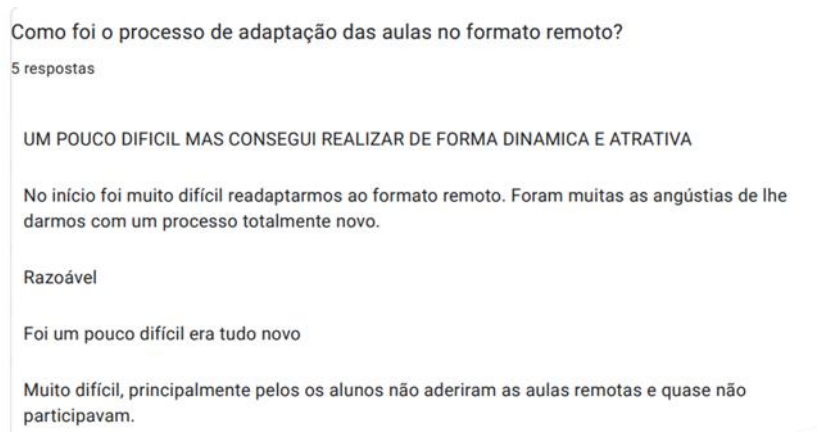 Como foi o processo de adaptação das aulas no formato remoto?
5 respostas
UM POUCO DIFICIL MAS CONSEGUI REALIZAR DE FORMA DINAMICA E ATRATIVA
No início foi muito difícil readaptarmos ao formato remoto. Foram muitas as angústias de lhe
darmos com um processo totalmente novo.
Razoável
Foi um pouco difícil era tudo novo
Muito difícil, principalmente pelos os alunos não aderiram as aulas remotas e quase não
participavam.